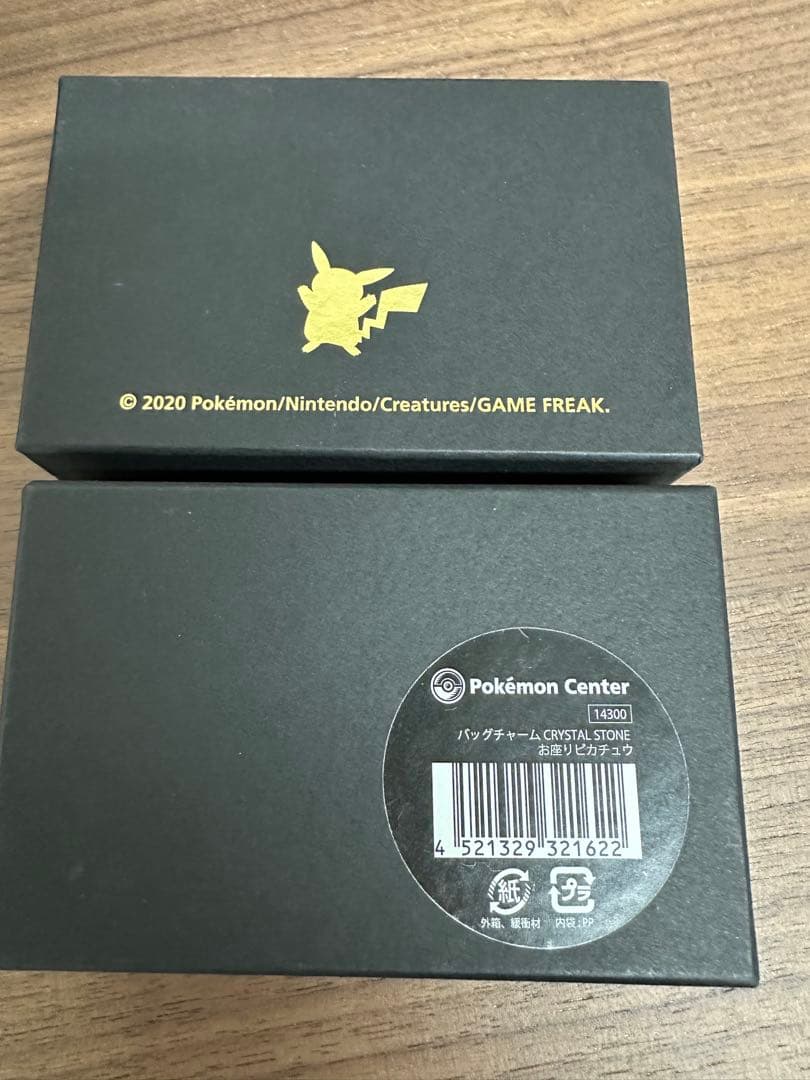 © 2020 Pokémon/Nintendo/Creatures/GAME FREAK.
Pokémon Center
14300
バッグチャーム CRYSTAL STONE
お座りピカチュウ
4 521329 321622
紙 プラ
外箱、緩衝材 内袋:PP